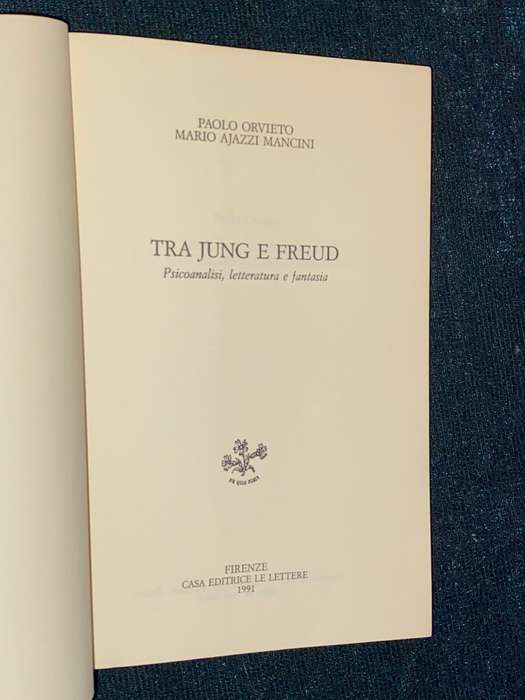 PAOLO ORVIETO
MARIO AJAZZI MANCINI
TRA JUNG E FREUD
Psicoanalisi, letteratura e fantasia
FIRENZE
CASA EDITRICE LE LETTERE
1991